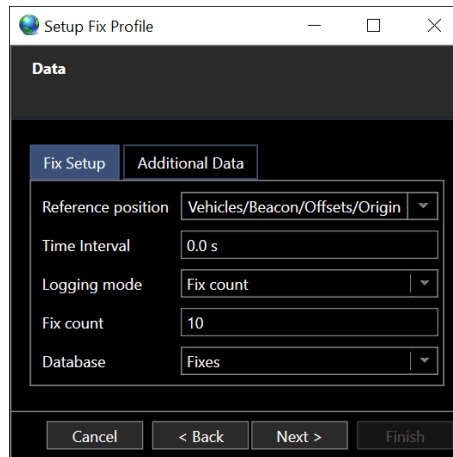 Setup Fix Profile
Data
Fix Setup Additional Data
Reference position Vehicles/Beacon/Offsets/Origin
Time Interval 0.0 s
Logging mode Fix count
Fix count 10
Database Fixes
Cancel < Back Next > Finish